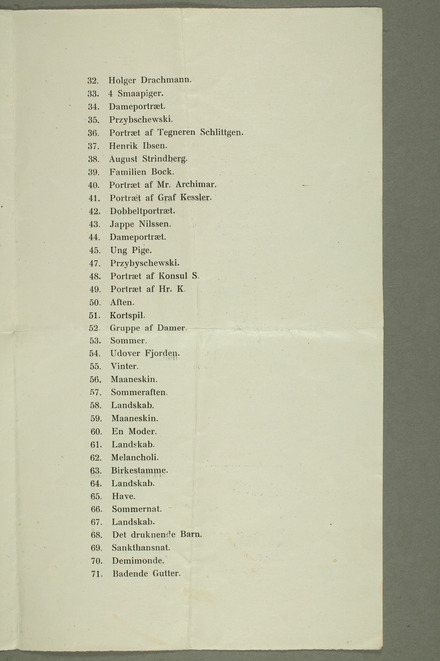 32. Holger Drachmann.
33. 4 Smaapiger.
34. Dameportræt.
35. Przybschewski.
36. Portræt af Tegneren Schlittgen.
37. Henrik Ibsen.
38. August Strindberg.
39. Familien Bock.
40. Portræt af Mr. Archimar.
41. Portræt af Graf Kessler.
42. Dobbeltportræt.
43. Jappe Nilssen.
44. Dameportræt.
45. Ung Pige.
47. Przybyschewski.
48. Portræt af Konsul S.
49. Portræt af Hr. K.
50. Aften.
51. Kortspil.
52. Gruppe af Damer.
53. Sommer.
54. Udover Fjorden.
55. Vinter.
56. Maaneskin.
57. Sommeraften.
58. Landskab.
59. Maaneskin.
60. En Moder.
61. Landskab.
62. Melancholi.
63. Birkestamme.
64. Landskab.
65. Have.
66. Sommernat.
67. Landskab.
68. Det druknende Barn.
69. Sankthansnat.
70. Demimonde.
71. Badende Gutter.